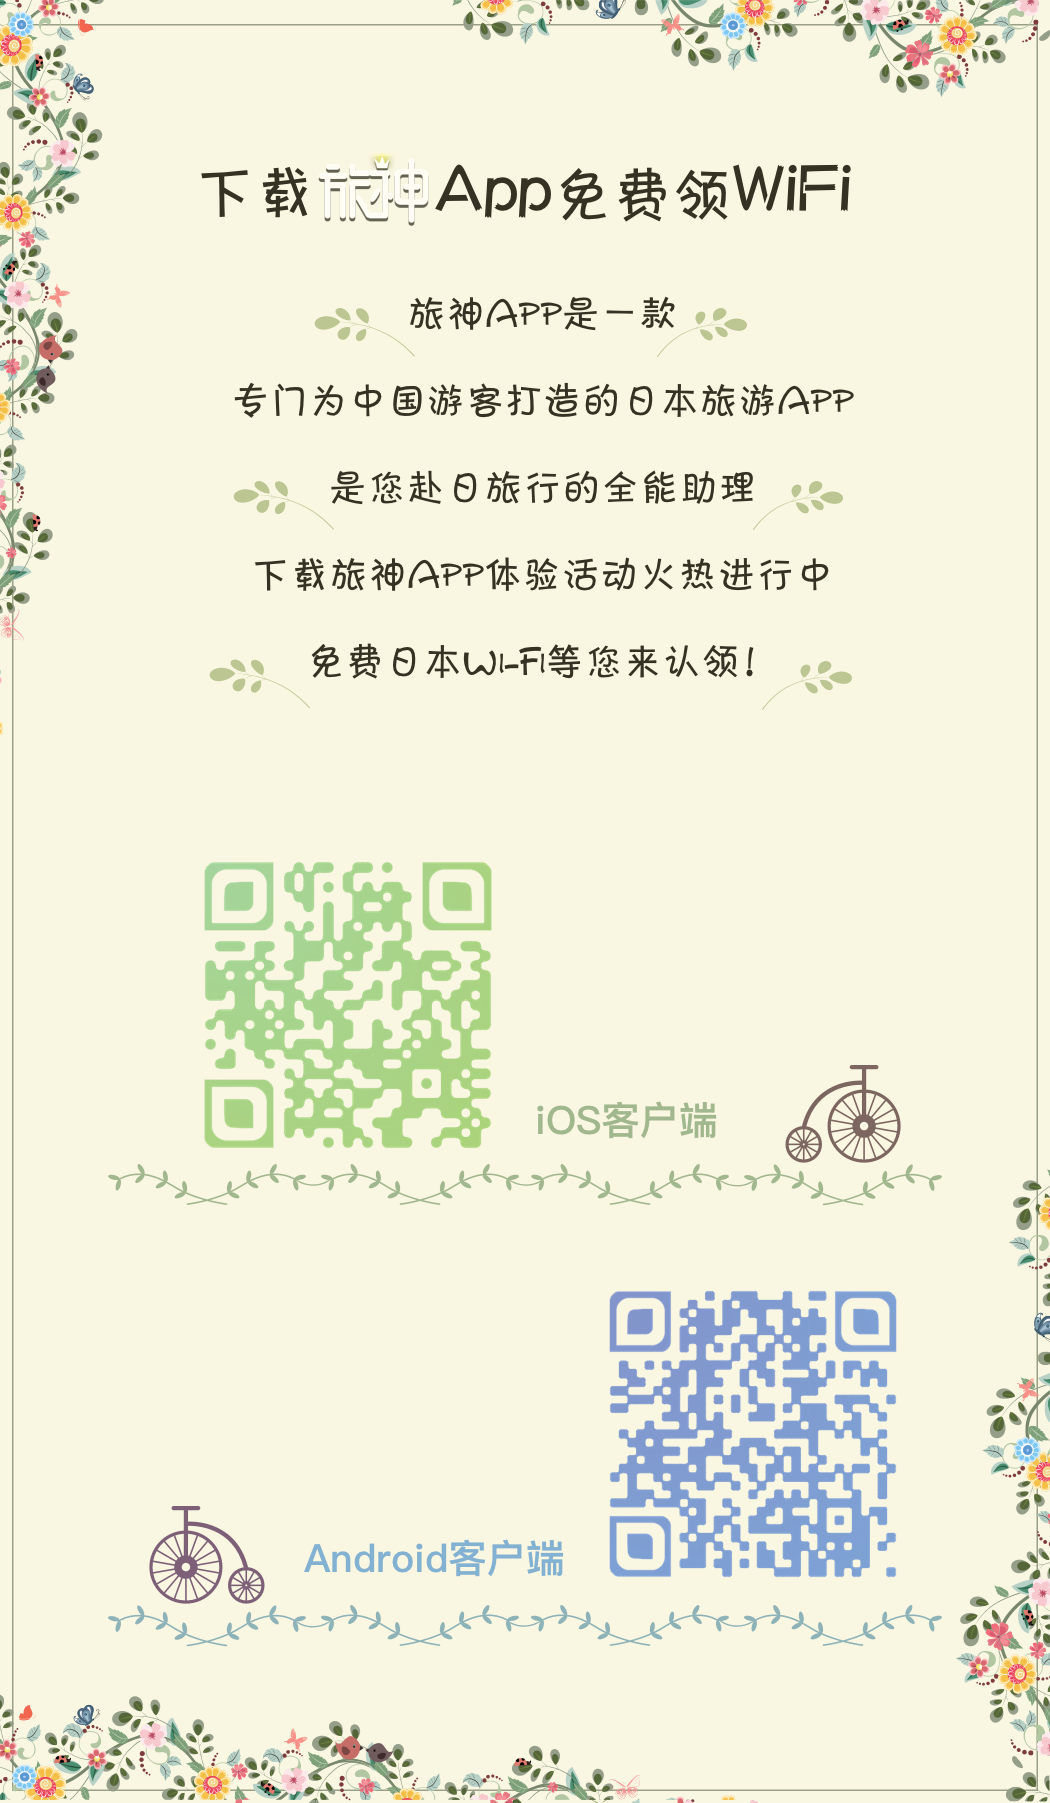 下载旅神App免费领WiFi
旅神APP是一款
专门为中国游客打造的日本旅游APP
是您赴日旅行的全能助理
下载旅神APP体验活动火热进行中
免费日本Wi-Fi等您来认领!
iOS客户端
Android客户端